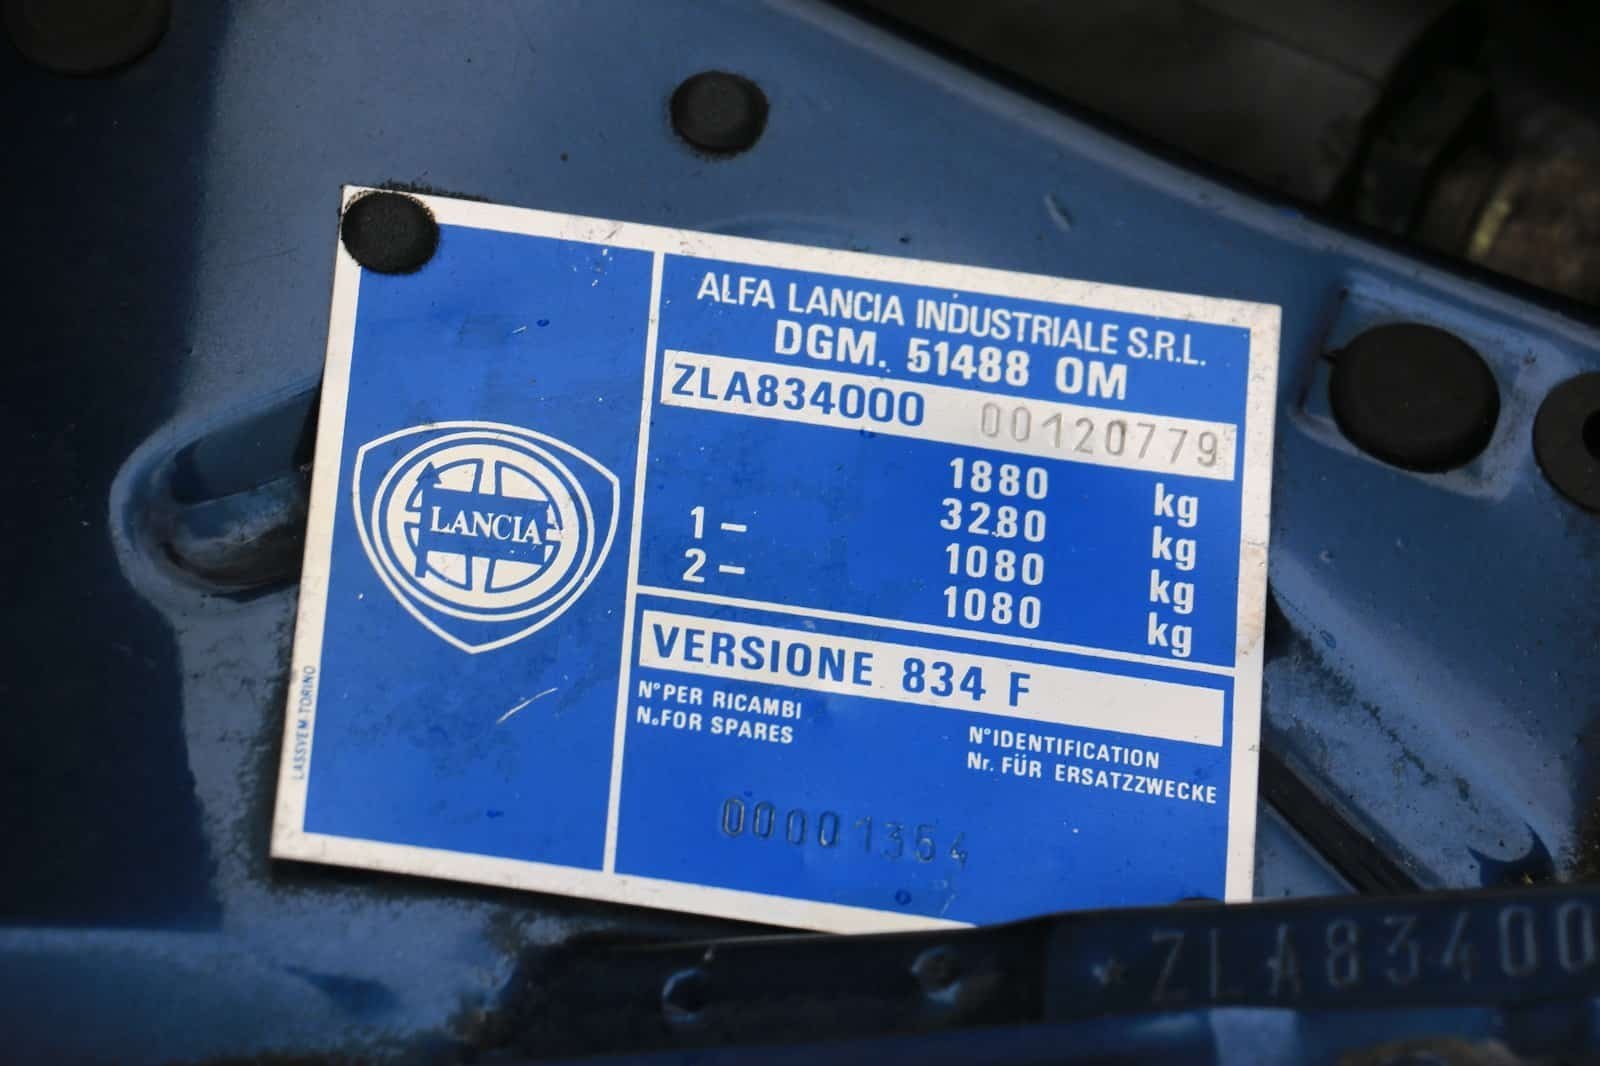 ALFA LANCIA INDUSTRIALE S.R.L.
DGM. 51488 OM
ZLA834000 00120779
1880 kg
3280 kg
1 – 1080 kg
2 – 1080 kg
LANCIA
VERSIONE 834 F
N°PER RICAMBI
N.FOR SPARES
N°IDENTIFICATION
Nr. FÜR ERSATZZWECKE
00001354
LASSVEM-TORINO
*ZLA83400